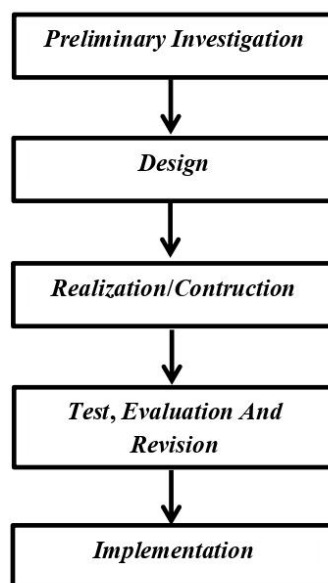 Preliminary Investigation
Design
Realization/Contruction
Test, Evaluation And
Revision
Implementation